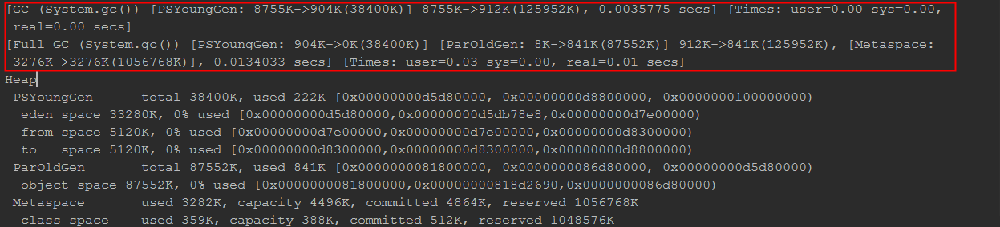 [GC (System.gc()) [PSYoungGen: 8755K->904K(38400K)] 8755K->912K(125952K), 0.0035775 secs] [Times: user=0.00 sys=0.00,
real=0.00 secs]
[Full GC (System.gc()) [PSYoungGen: 904K->0K(38400K)] [ParOldGen: 8K->841K(87552K)] 912K->841K(125952K), [Metaspace:
3276K->3276K(1056768K)], 0.0134033 secs] [Times: user=0.03 sys=0.00, real=0.01 secs]
Heap
PSYoungGen total 38400K, used 222K [0x00000000d5d80000, 0x00000000d8800000, 0x0000000100000000)
eden space 33280K, 0% used [0x00000000d5d80000,0x00000000d5db78e8,0x00000000d7e00000)
from space 5120K, 0% used [0x00000000d7e00000,0x00000000d7e00000,0x00000000d8300000)
to space 5120K, 0% used [0x00000000d8300000,0x00000000d8300000,0x00000000d8800000)
ParOldGen total 87552K, used 841K [0x0000000081800000, 0x0000000086d80000, 0x00000000d5d80000)
object space 87552K, 0% used [0x0000000081800000,0x00000000818d2690,0x0000000086d80000)
Metaspace used 3282K, capacity 4496K, committed 4864K, reserved 1056768K
class space used 359K, capacity 388K, committed 512K, reserved 1048576K